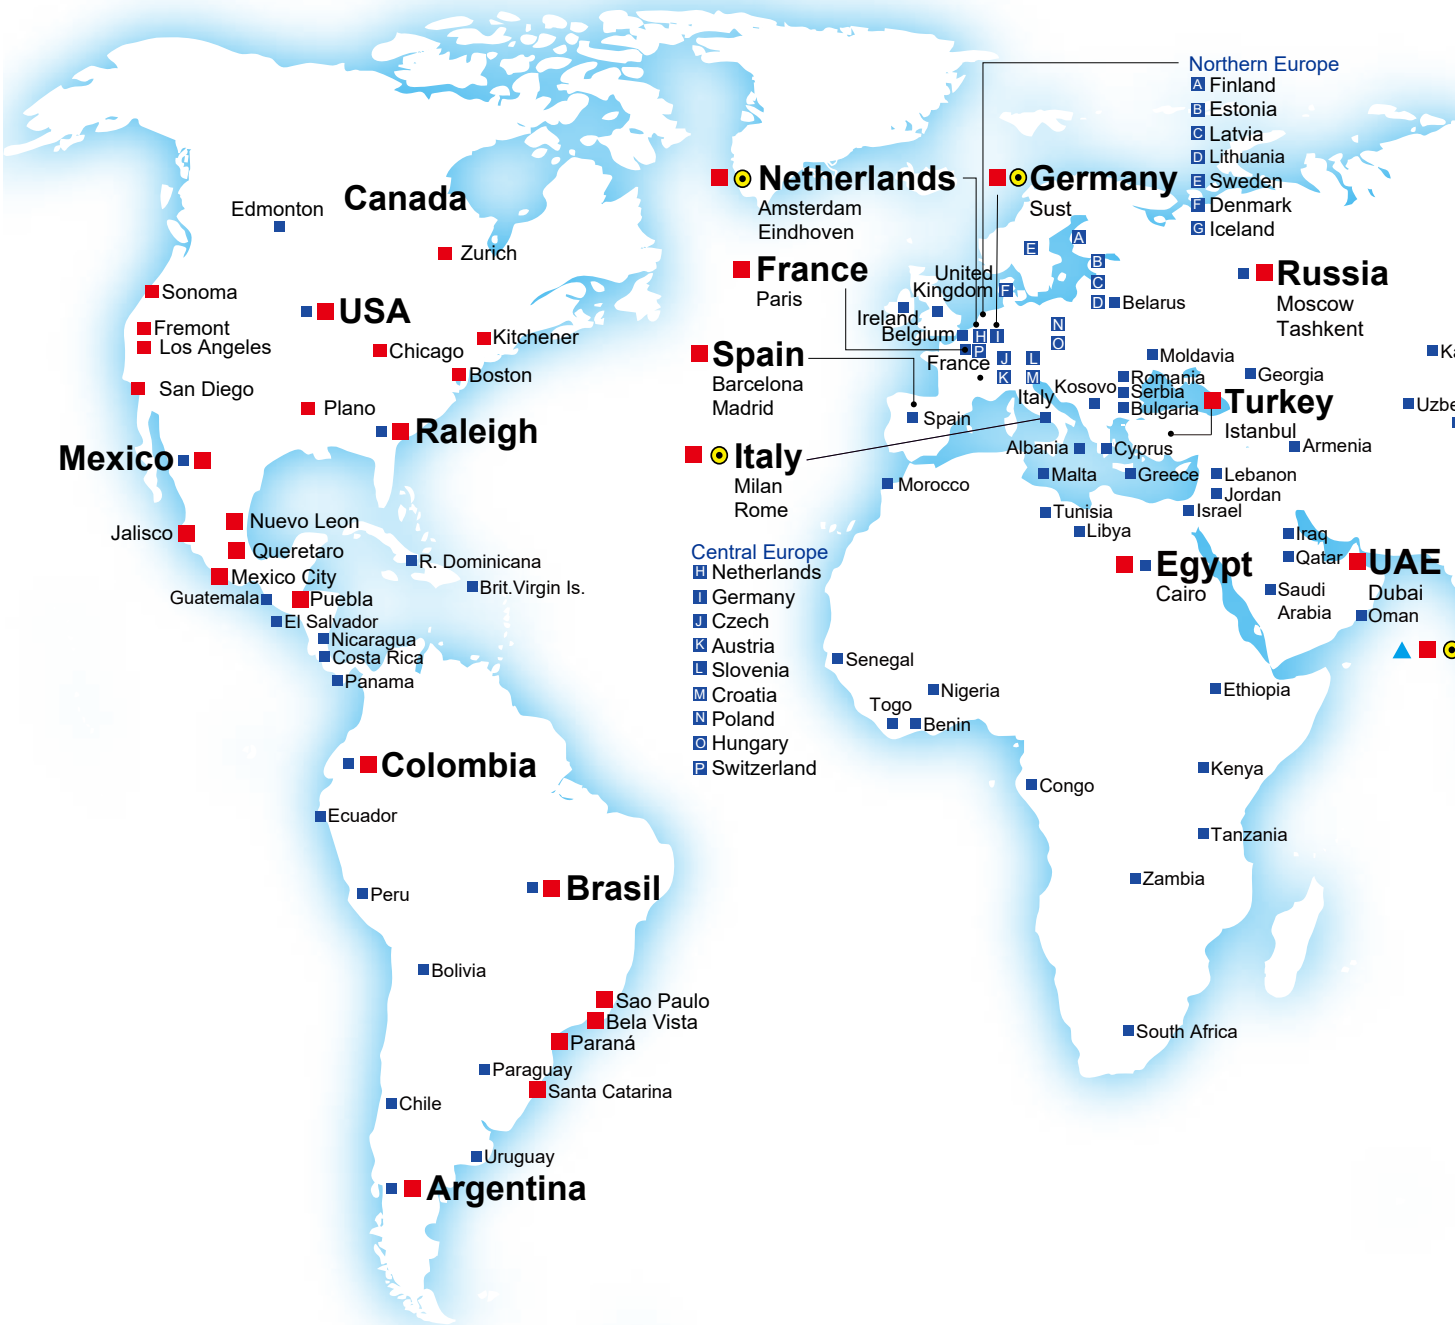 Canada
Edmonton
Zurich
Sonoma
USA
Fremont
Los Angeles
Kitchener
Chicago
Boston
San Diego
Plano
Raleigh
Mexico
Nuevo Leon
Jalisco
Queretaro
Mexico City
Guatemala
Puebla
El Salvador
Nicaragua
Costa Rica
Panama
R. Dominicana
Brit.Virgin Is.
Colombia
Ecuador
Peru
Brasil
Bolivia
Sao Paulo
Bela Vista
Paraná
Paraguay
Santa Catarina
Chile
Uruguay
Argentina
Netherlands
Amsterdam
Eindhoven
France
Paris
Spain
Barcelona
Madrid
Italy
Milan
Rome
Germany
Sust
Northern Europe
A Finland
B Estonia
C Latvia
D Lithuania
E Sweden
F Denmark
G Iceland
Central Europe
H Netherlands
I Germany
J Czech
K Austria
L Slovenia
M Croatia
N Poland
O Hungary
P Switzerland
E
A
B
C
D
F
N
O
H
I
P
J
L
K
M
United
Kingdom
Ireland
Belgium
France
Belarus
Russia
Moscow
Tashkent
Moldavia
Romania
Serbia
Bulgaria
Kosovo
Italy
Spain
Georgia
Turkey
Istanbul
Armenia
Albania
Cyprus
Malta
Greece
Lebanon
Jordan
Israel
Morocco
Tunisia
Libya
Iraq
Qatar
UAE
Dubai
Egypt
Cairo
Saudi
Arabia
Oman
Ka
Uzbe
Senegal
Nigeria
Togo
Benin
Ethiopia
Congo
Kenya
Tanzania
Zambia
South Africa